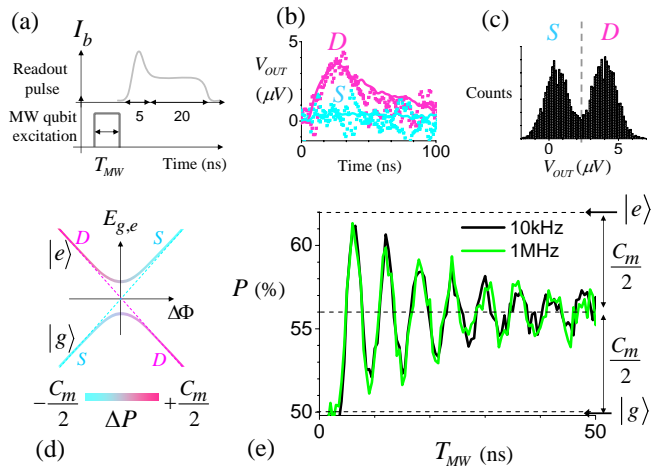 (a)
I_b
Readout
pulse
5
20
MW qubit
excitation
T_MW
Time (ns)
(b)
5
V_OUT
(μV)
0
D
S
0
100
Time (ns)
(c)
S
D
Counts
0
5
V_OUT (μV)
E_g,e
|e⟩
D
S
ΔΦ
|g⟩
S
D
−C_m/2
ΔP
+C_m/2
(d)
10kHz
1MHz
|e⟩
60
C_m/2
P (%)
55
C_m/2
50
|g⟩
0
50
T_MW (ns)
(e)